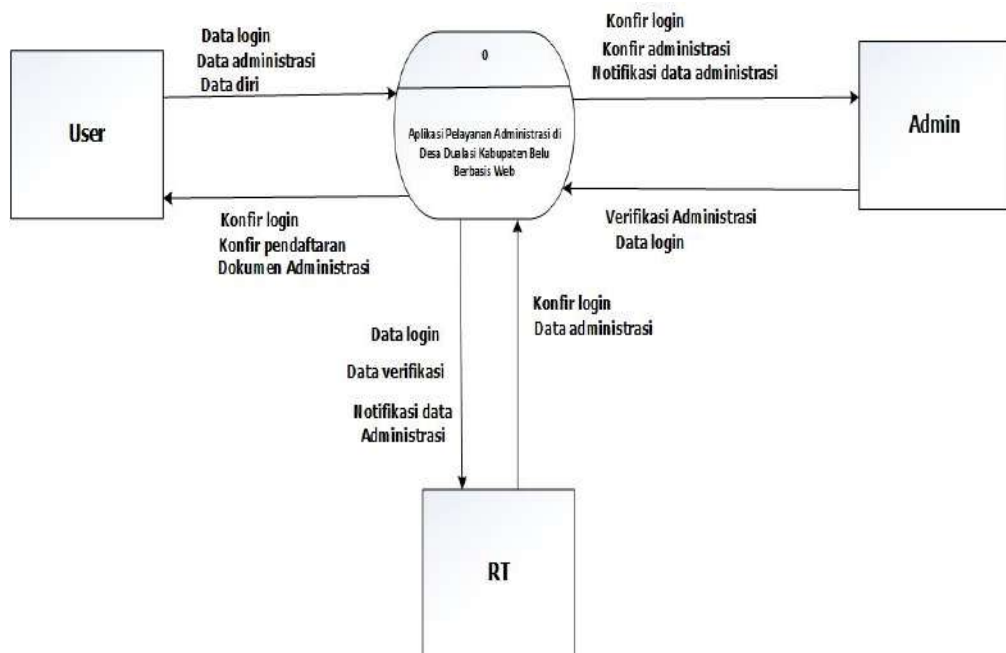 Data login
Data administrasi
Data diri
User
0
Aplikasi Pelayanan Administrasi di
Desa Dualasi Kabupaten Belu
Berbasis Web
Konfir login
Konfir administrasi
Notifikasi data administrasi
Admin
Konfir login
Konfir pendaftaran
Dokumen Administrasi
Verifikasi Administrasi
Data login
Data login
Data verifikasi
Notifikasi data
Administrasi
Konfir login
Data administrasi
RT